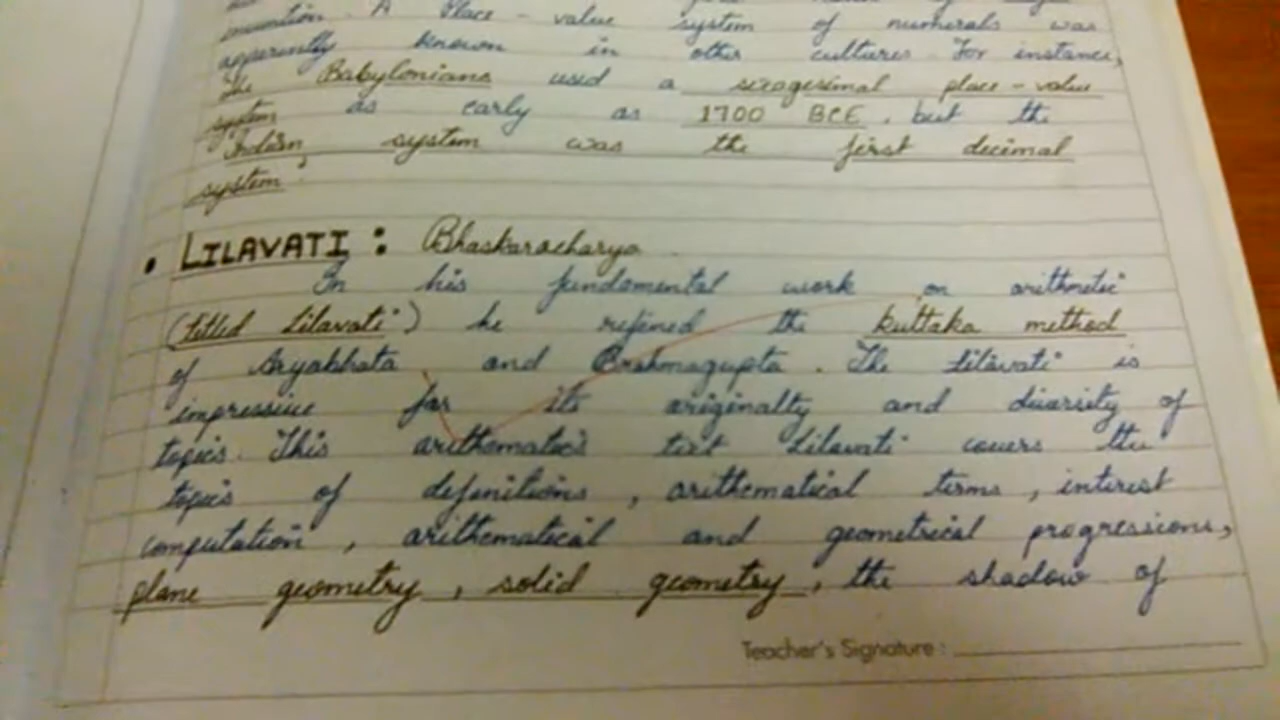 invention. A Place - value system of numerals was
apparently known in other cultures. For instance,
the Babylonians used a sexagesimal place - value
system as early as 1700 BCE, but the
Indian system was the first decimal
system.
• LILAVATI : Bhaskaracharya
In his fundamental work on arithmetic
(titled Lilavati) he refined the kuttaka method
of Aryabhata and Brahmagupta. The Lilavati is
impressive for its originalty and diversity of
topics. This arithematics text Lilavati covers the
topics of definitions, arithematical terms, interest
computation, arithematical and geometrical progressions,
plane geometry, solid geometry, the shadow of
Teacher's Signature :